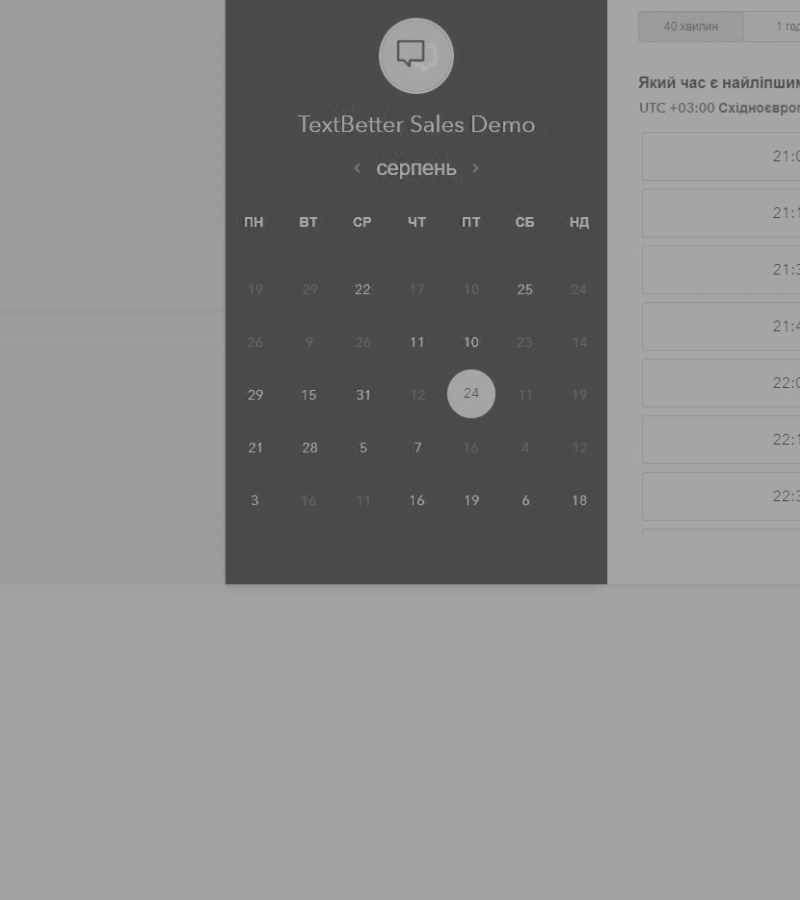 40 хвилин
TextBetter Sales Demo
серпень
ПН ВТ СР ЧТ ПТ СБ НД
19 29 22 17 10 25 24
26 9 26 11 10 23 14
29 15 31 12 24 11 19
21 28 5 7 16 4 12
3 16 11 16 19 6 18
1 год
Який час є найліпшим
UTC +03:00 Східноєвроп
21:0
21:1
21:3
21:4
22:0
22:1
22:3